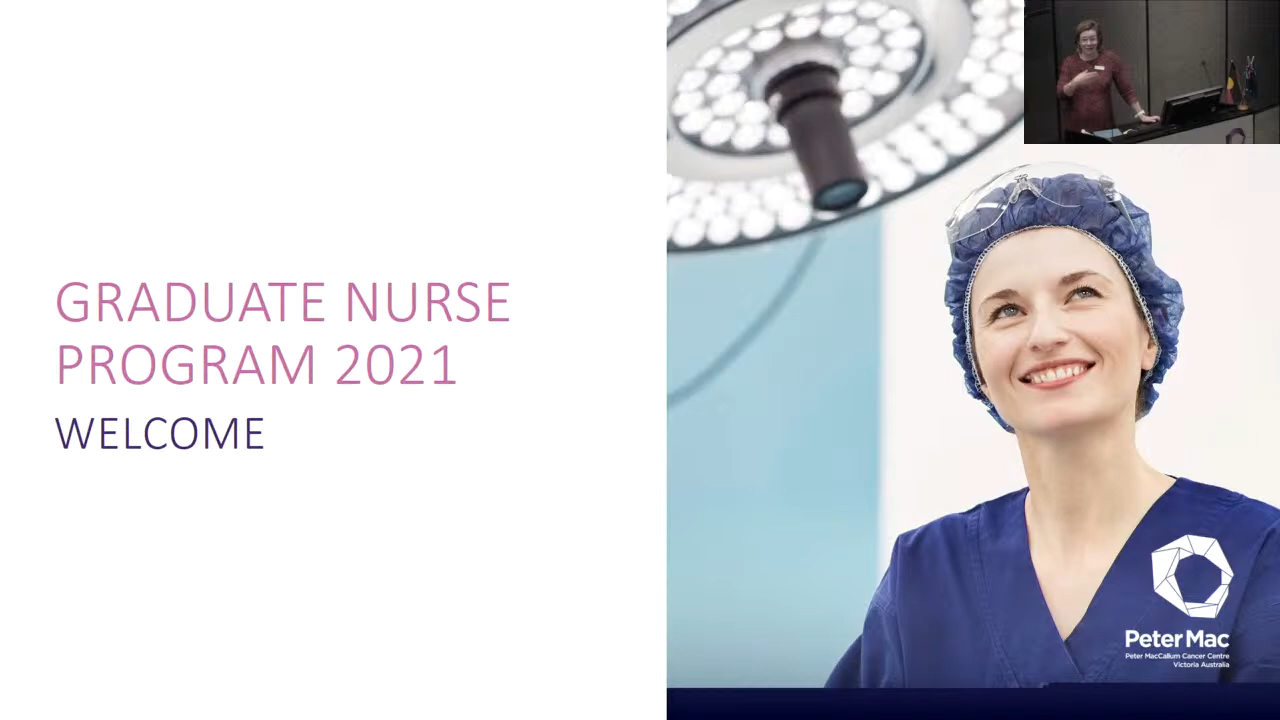 GRADUATE NURSE
PROGRAM 2021
WELCOME
Peter Mac
Peter MacCallum Cancer Centre
Victoria Australia